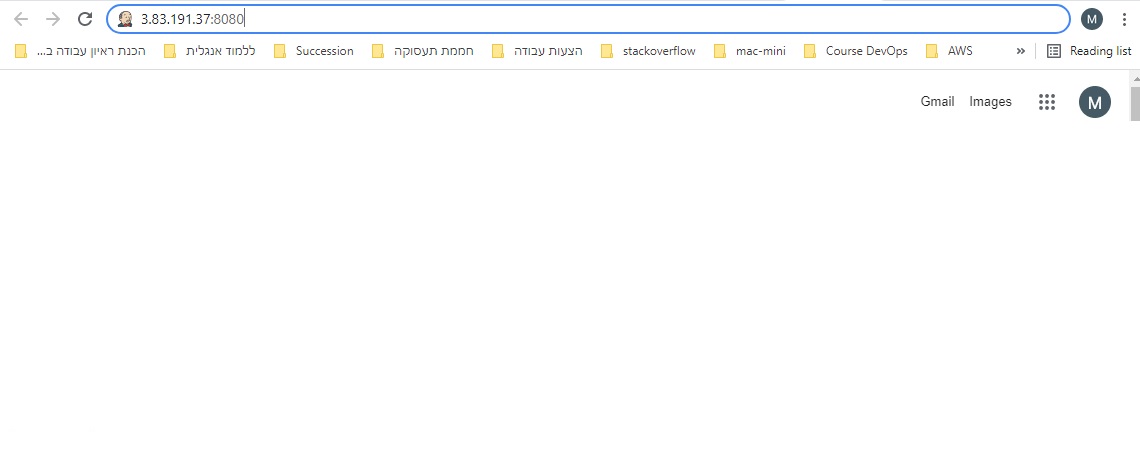 3.83.191.37:8080 M
הכנת ראיון עבודה ב... ללמוד אנגלית Succession חממת תעסוקה הצעות עבודה stackoverflow mac-mini Course DevOps AWS » Reading list
Gmail Images M